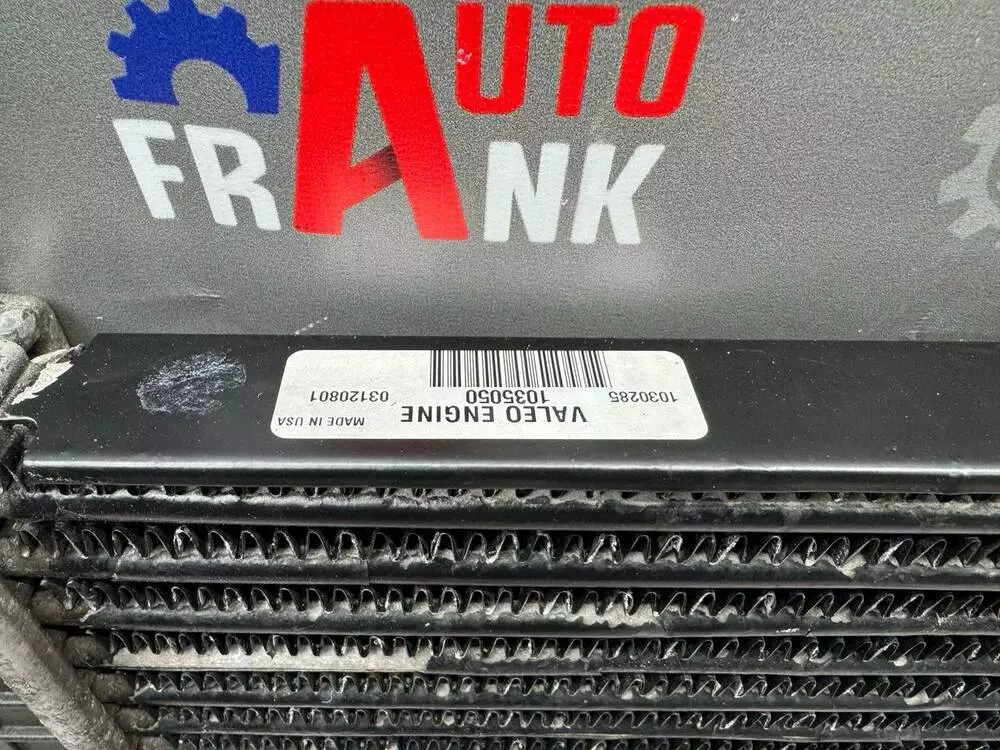 AUTO
FRANK
VALEO ENGINE
1035050
1030285
03120801
MADE IN USA